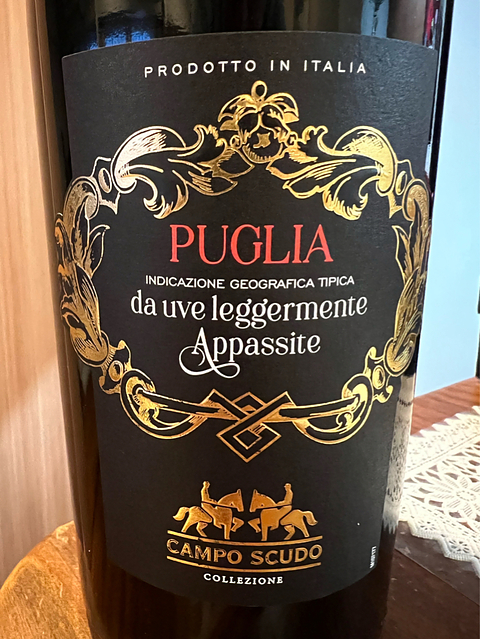 PRODOTTO IN ITALIA
PUGLIA
INDICAZIONE GEOGRAFICA TIPICA
da uve leggermente
Appassite
CAMPO SCUDO
COLLEZIONE